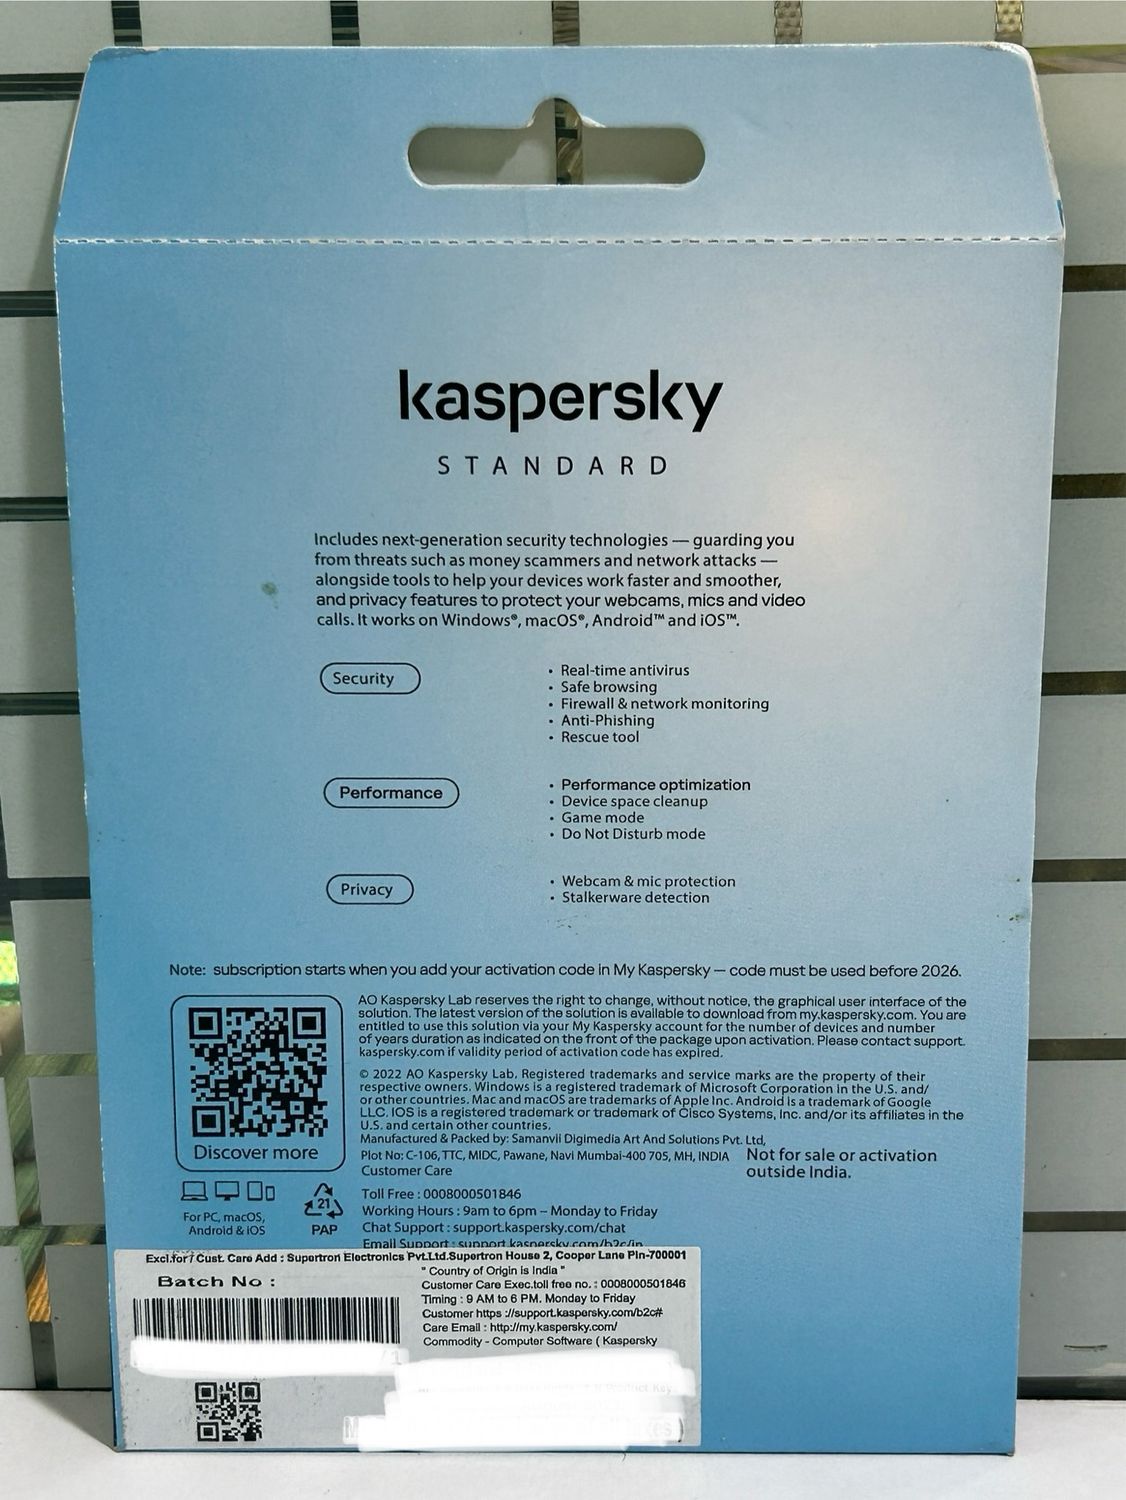 kaspersky
STANDARD
Includes next-generation security technologies — guarding you
from threats such as money scammers and network attacks —
alongside tools to help your devices work faster and smoother,
and privacy features to protect your webcams, mics and video
calls. It works on Windows®, macOS®, Android™ and iOS™.
Security
• Real-time antivirus
• Safe browsing
• Firewall & network monitoring
• Anti-Phishing
• Rescue tool
Performance
• Performance optimization
• Device space cleanup
• Game mode
• Do Not Disturb mode
Privacy
• Webcam & mic protection
• Stalkerware detection
Note: subscription starts when you add your activation code in My Kaspersky — code must be used before 2026.
Discover more
For PC, macOS,
Android & iOS
21
PAP
AO Kaspersky Lab reserves the right to change, without notice, the graphical user interface of the
solution. The latest version of the solution is available to download from my.kaspersky.com. You are
entitled to use this solution via your My Kaspersky account for the number of devices and number
of years duration as indicated on the front of the package upon activation. Please contact support.
kaspersky.com if validity period of activation code has expired.
© 2022 AO Kaspersky Lab. Registered trademarks and service marks are the property of their
respective owners. Windows is a registered trademark of Microsoft Corporation in the U.S. and/
or other countries. Mac and macOS are trademarks of Apple Inc. Android is a trademark of Google
LLC. IOS is a registered trademark or trademark of Cisco Systems, Inc. and/or its affiliates in the
U.S. and certain other countries.
Manufactured & Packed by: Samanvii Digimedia Art And Solutions Pvt. Ltd,
Plot No: C-106, TTC, MIDC, Pawane, Navi Mumbai-400 705, MH, INDIA
Not for sale or activation
outside India.
Customer Care
Toll Free : 0008000501846
Working Hours : 9am to 6pm – Monday to Friday
Chat Support : support.kaspersky.com/chat
Email Support : support.kaspersky.com/b2c/in
Excl.for / Cust. Care Add : Supertron Electronics Pvt.Ltd.Supertron House 2, Cooper Lane Pin-700001
" Country of Origin is India "
Batch No :
Customer Care Exec.toll free no. : 0008000501846
Timing : 9 AM to 6 PM. Monday to Friday
Customer https ://support.kaspersky.com/b2c#
Care Email : http://my.kaspersky.com/
Commodity - Computer Software ( Kaspersky